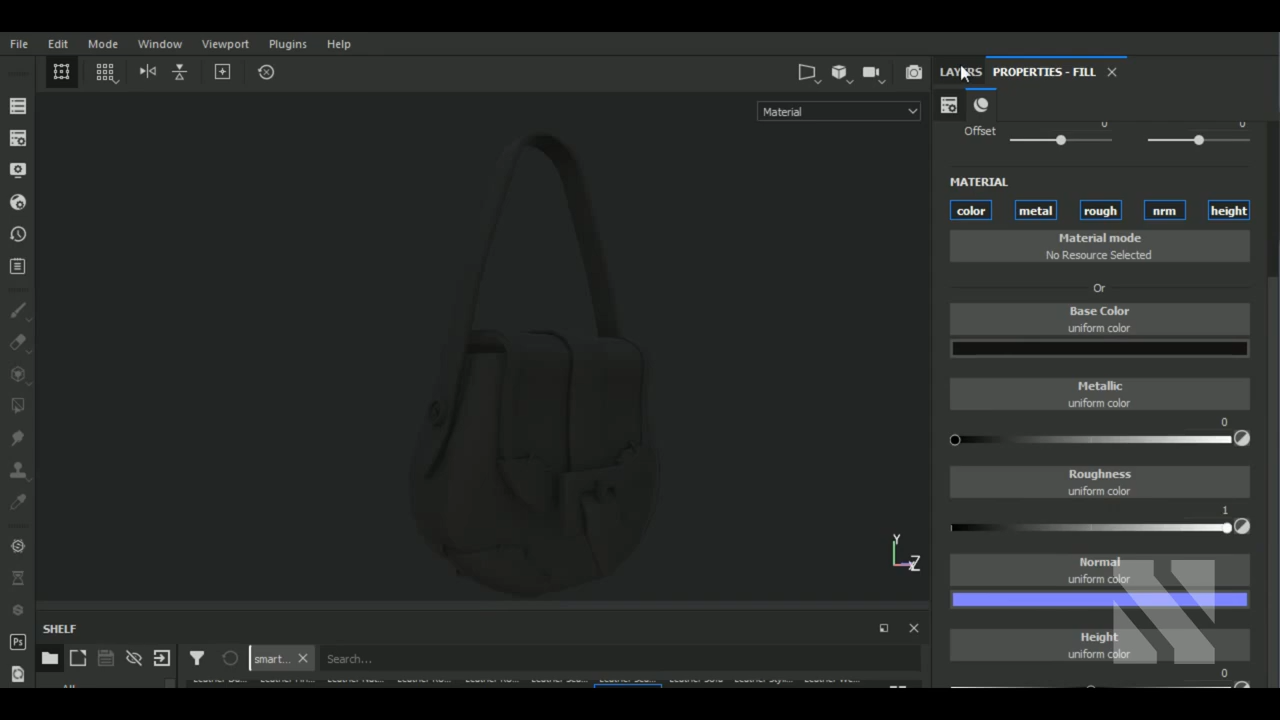 File Edit Mode Window Viewport Plugins Help
LAYERS PROPERTIES - FILL
Material
Offset 0 0
MATERIAL
color metal rough nrm height
Material mode
No Resource Selected
Or
Base Color
uniform color
Metallic
uniform color
0
Roughness
uniform color
1
Normal
uniform color
Height
uniform color
0
Y
Z
SHELF
smart... Search...
Ps